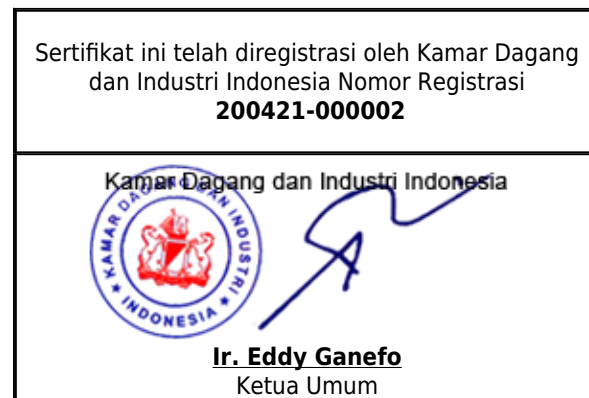 Sertifikat ini telah diregistrasi oleh Kamar Dagang
dan Industri Indonesia Nomor Registrasi
200421-000002
Kamar Dagang dan Industri Indonesia
KAMAR DAGANG DAN INDUSTRI
INDONESIA
Ir. Eddy Ganefo
Ketua Umum